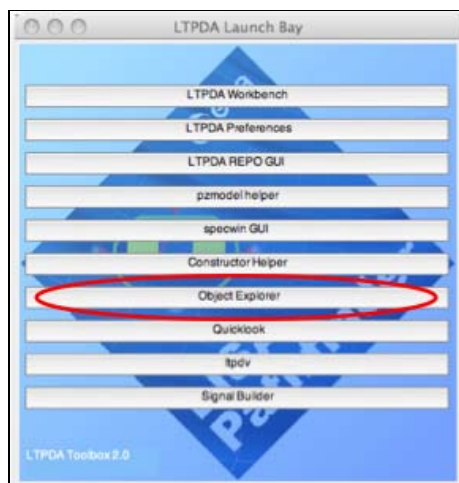 LTPDA Launch Bay
LTPDA Workbench
LTPDA Preferences
LTPDA REPO GUI
pzmodel helper
specwin GUI
Constructor Helper
Object Explorer
Quicklook
ltpdv
Signal Builder
LTPDA Toolbox 2.0